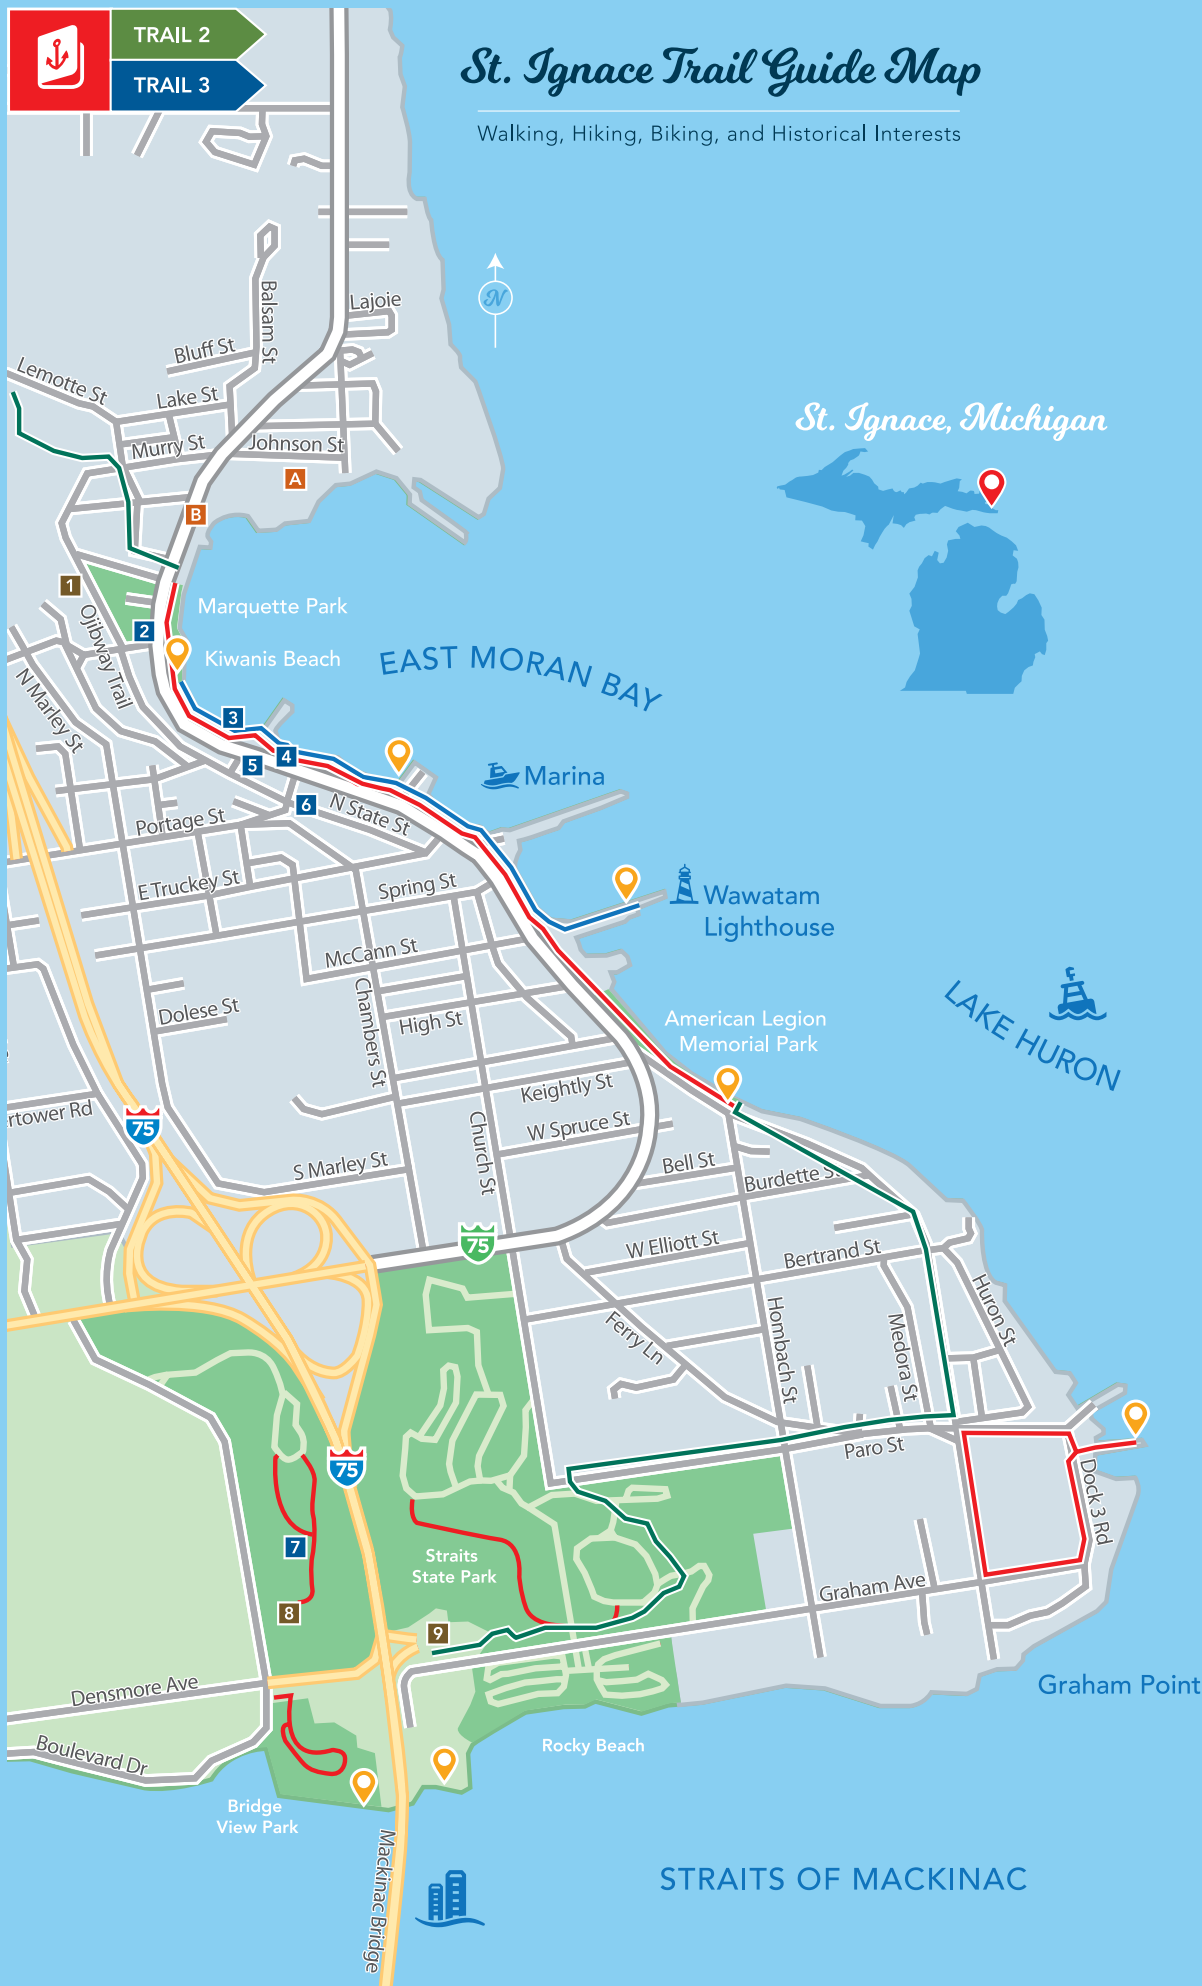 TRAIL 2
TRAIL 3
St. Ignace Trail Guide Map
Walking, Hiking, Biking, and Historical Interests
N
Lajoie
Balsam St
Bluff St
Lemotte St
Lake St
Murry St
Johnson St
A
B
St. Ignace, Michigan
1
Marquette Park
2
Ojibway Trail
Kiwanis Beach
EAST MORAN BAY
N Marley St
3
4
5
Marina
6
N State St
Portage St
E Truckey St
Spring St
Wawatam
Lighthouse
McCann St
Chambers St
Dolese St
High St
American Legion
Memorial Park
LAKE HURON
Keightly St
rtower Rd
75
Church St
W Spruce St
S Marley St
Bell St
Burdette St
75
W Elliott St
Bertrand St
Huron St
Hombach St
Medora St
Ferry Ln
Paro St
75
Dock 3 Rd
7
Straits
State Park
8
Graham Ave
9
Densmore Ave
Graham Point
Boulevard Dr
Rocky Beach
Bridge
View Park
Mackinac Bridge
STRAITS OF MACKINAC